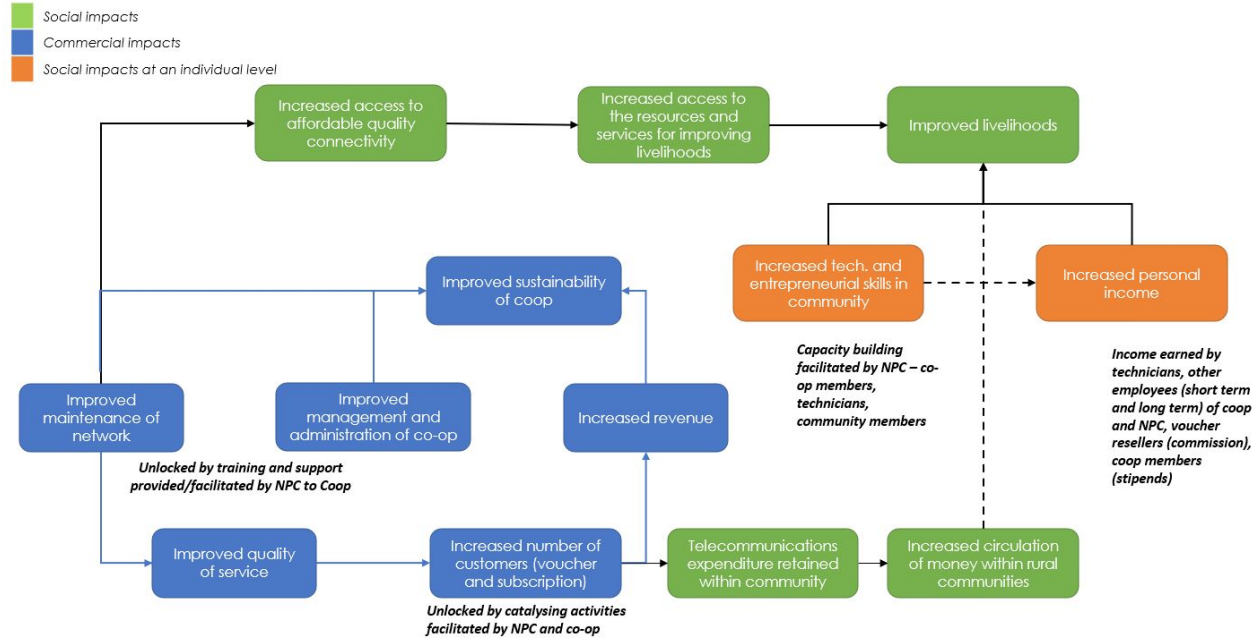 Social impacts
Commercial impacts
Social impacts at an individual level
Increased access to
affordable quality
connectivity
Increased access to
the resources and
services for improving
livelihoods
Improved livelihoods
Increased tech. and
entrepreneurial skills in
community
Increased personal
income
Capacity building
facilitated by NPC – co-
op members,
technicians,
community members
Income earned by
technicians, other
employees (short term
and long term) of coop
and NPC, voucher
resellers (commission),
coop members
(stipends)
Improved sustainability
of coop
Improved
maintenance of
network
Improved
management and
administration of co-op
Increased revenue
Unlocked by training and support
provided/facilitated by NPC to Coop
Improved quality
of service
Increased number of
customers (voucher
and subscription)
Telecommunications
expenditure retained
within community
Increased circulation
of money within rural
communities
Unlocked by catalysing activities
facilitated by NPC and co-op